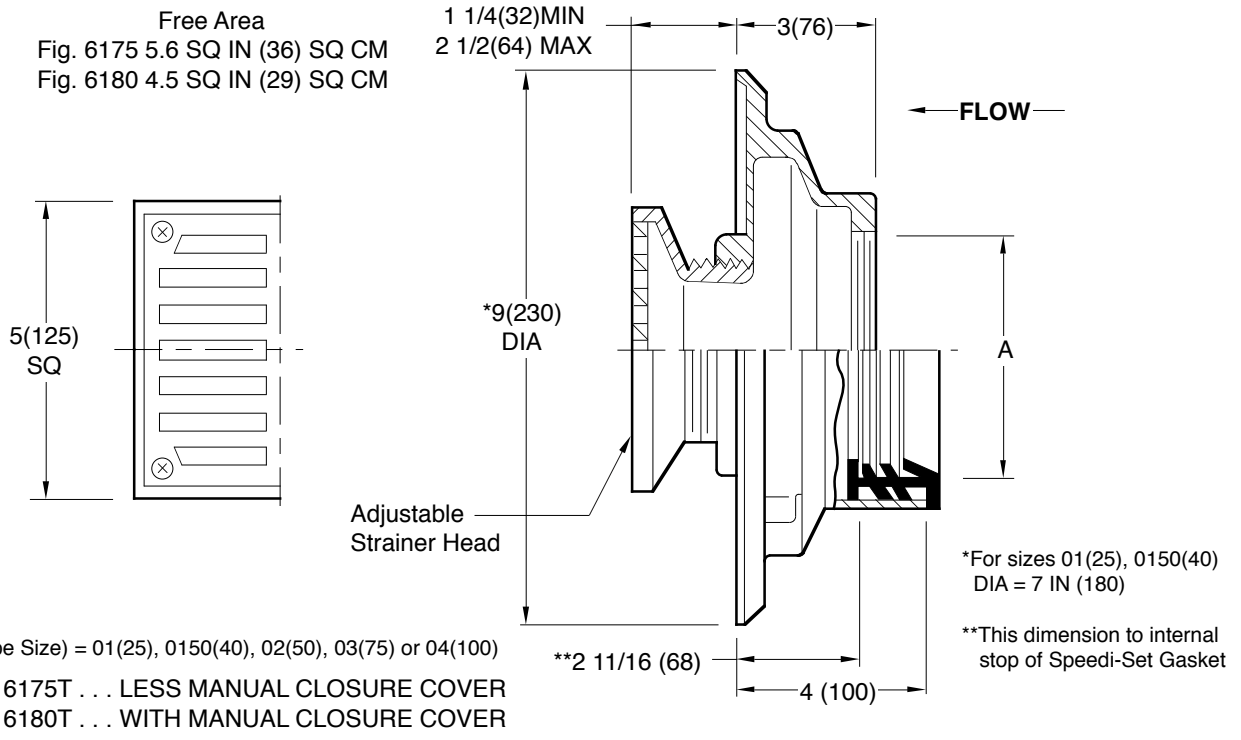 Free Area
Fig. 6175 5.6 SQ IN (36) SQ CM
Fig. 6180 4.5 SQ IN (29) SQ CM
1 1/4(32)MIN
2 1/2(64) MAX
3(76)
FLOW
5(125)
SQ
*9(230)
DIA
A
Adjustable
Strainer Head
*For sizes 01(25), 0150(40)
DIA = 7 IN (180)
**This dimension to internal
stop of Speedi-Set Gasket
**2 11/16 (68)
4 (100)
Size) = 01(25), 0150(40), 02(50), 03(75) or 04(100)
6175T . . . LESS MANUAL CLOSURE COVER
6180T . . . WITH MANUAL CLOSURE COVER